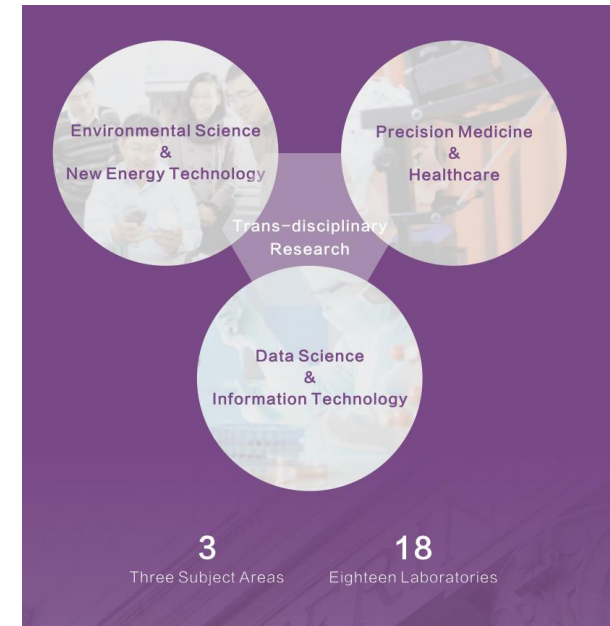 Environmental Science
&
New Energy Technology
Precision Medicine
&
Healthcare
Trans-disciplinary
Research
Data Science
&
Information Technology
3
Three Subject Areas
18
Eighteen Laboratories